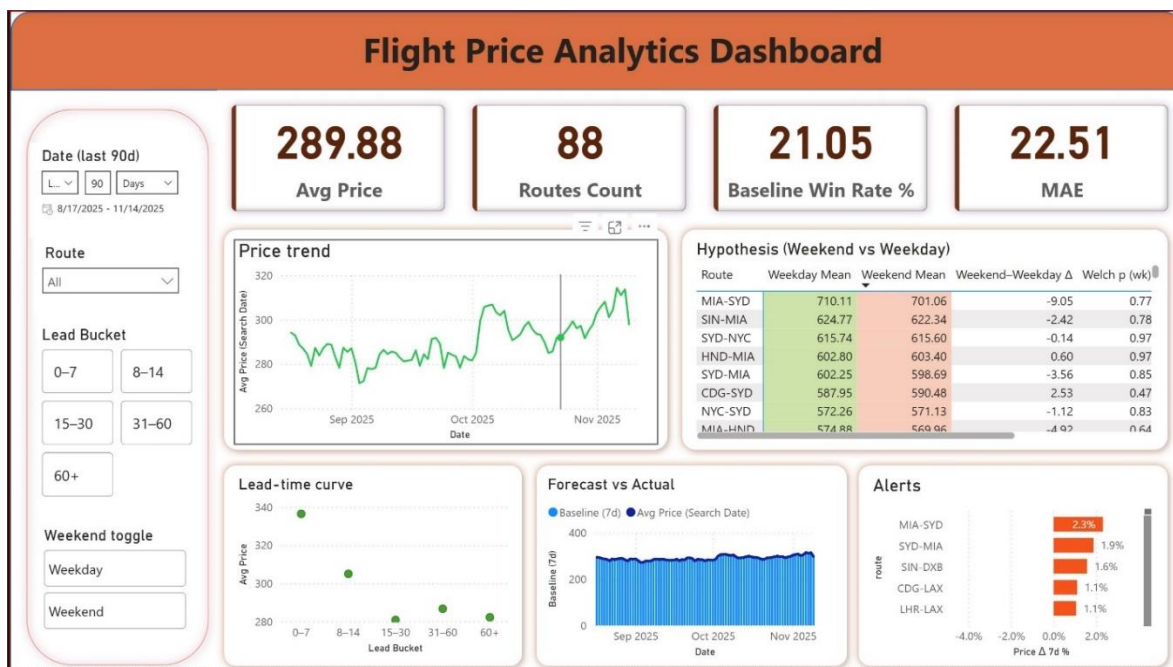 Flight Price Analytics Dashboard
Date (last 90d)
L... 90 Days
8/17/2025 - 11/14/2025
Route
All
Lead Bucket
0–7 8–14
15–30 31–60
60+
Weekend toggle
Weekday
Weekend
289.88
Avg Price
88
Routes Count
21.05
Baseline Win Rate %
22.51
MAE
Price trend
Avg Price (Search Date)
320
300
280
260
Sep 2025 Oct 2025 Nov 2025
Date
Hypothesis (Weekend vs Weekday)
Route Weekday Mean Weekend Mean Weekend–Weekday Δ Welch p (wk)
MIA-SYD 710.11 701.06 -9.05 0.77
SIN-MIA 624.77 622.34 -2.42 0.78
SYD-NYC 615.74 615.60 -0.14 0.97
HND-MIA 602.80 603.40 0.60 0.97
SYD-MIA 602.25 598.69 -3.56 0.85
CDG-SYD 587.95 590.48 2.53 0.47
NYC-SYD 572.26 571.13 -1.12 0.83
MIA-HND 574.88 569.96 -4.92 0.64
Lead-time curve
Avg Price
340
320
300
280
0–7 8–14 15–30 31–60 60+
Lead Bucket
Forecast vs Actual
Baseline (7d) Avg Price (Search Date)
Baseline (7d)
400
200
0
Sep 2025 Oct 2025 Nov 2025
Date
Alerts
route
MIA-SYD 2.3%
SYD-MIA 1.9%
SIN-DXB 1.6%
CDG-LAX 1.1%
LHR-LAX 1.1%
-4.0% -2.0% 0.0% 2.0%
Price Δ 7d %